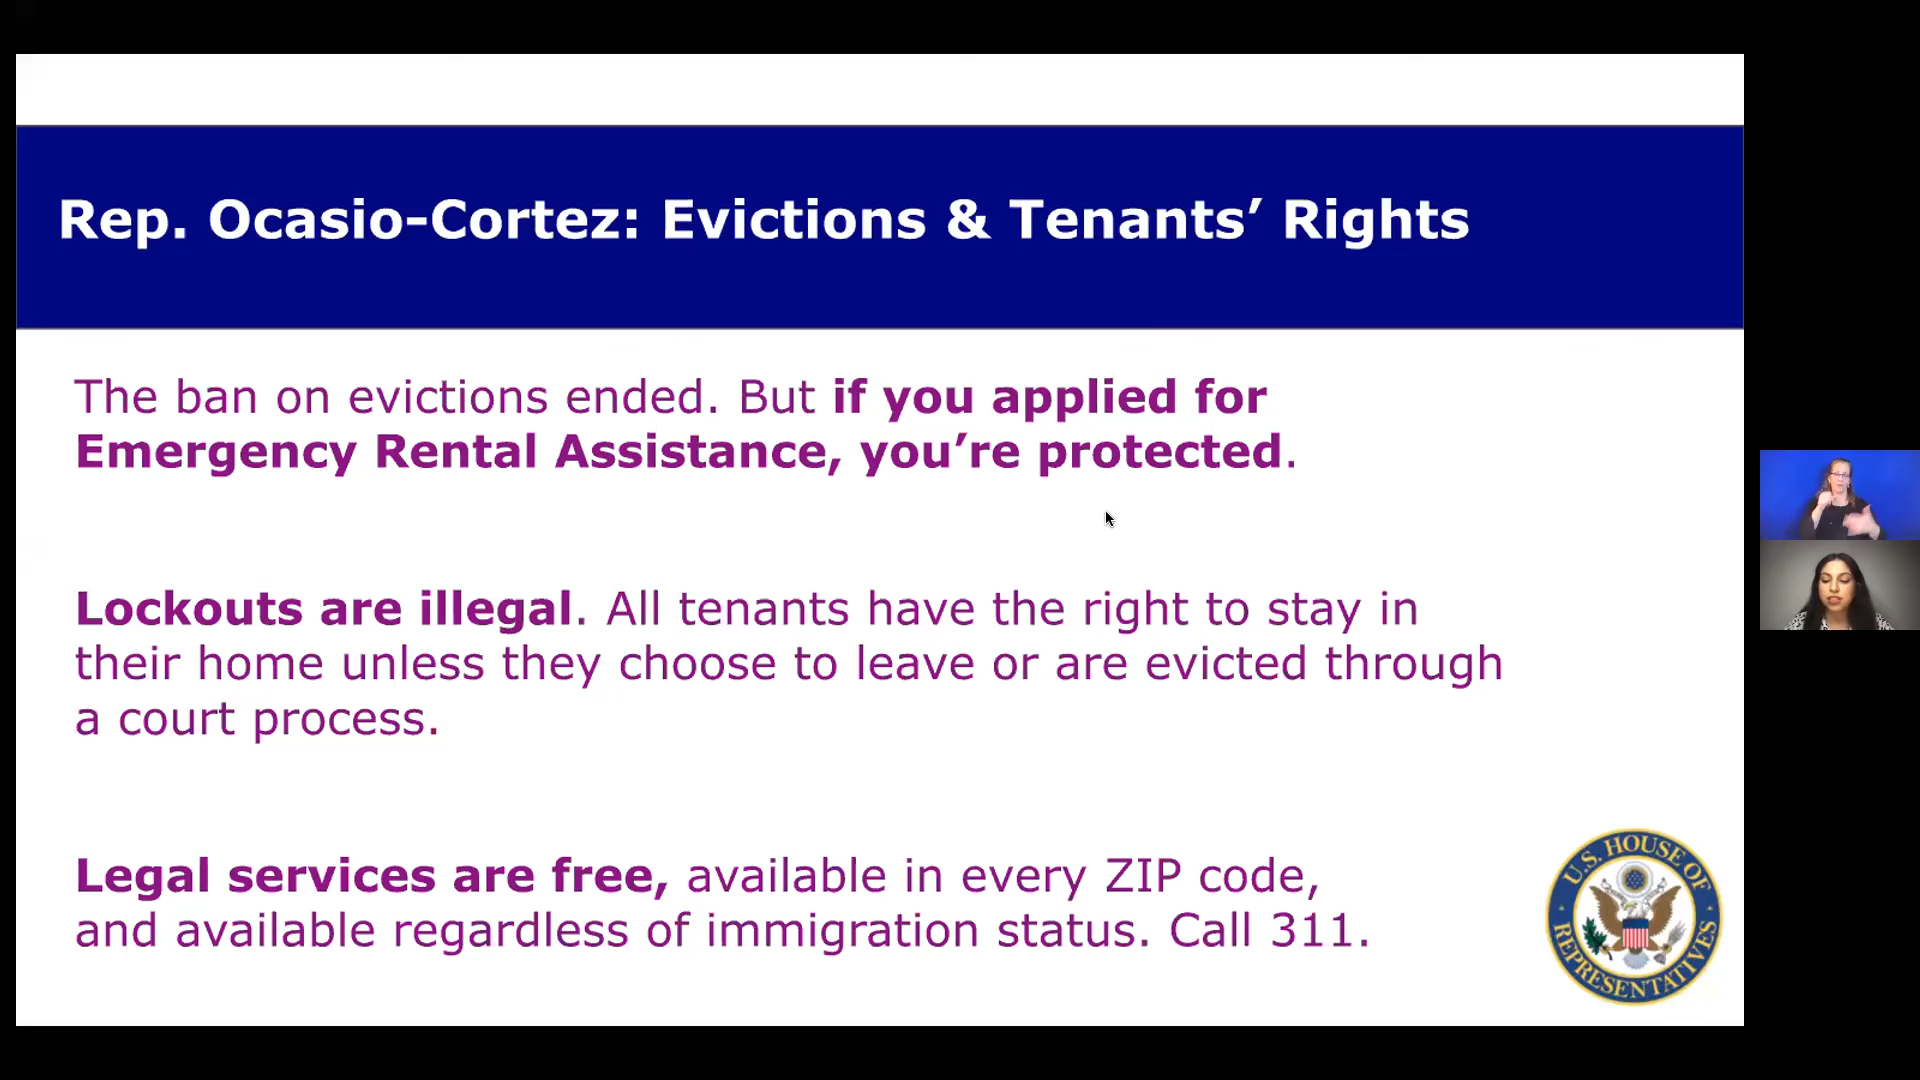 Rep. Ocasio-Cortez: Evictions & Tenants’ Rights
The ban on evictions ended. But if you applied for
Emergency Rental Assistance, you’re protected.
Lockouts are illegal. All tenants have the right to stay in
their home unless they choose to leave or are evicted through
a court process.
Legal services are free, available in every ZIP code,
and available regardless of immigration status. Call 311.
U.S. HOUSE OF
REPRESENTATIVES